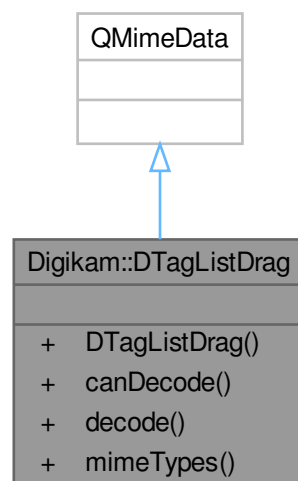 QMimeData
Digikam::DTagListDrag
+ DTagListDrag()
+ canDecode()
+ decode()
+ mimeTypes()